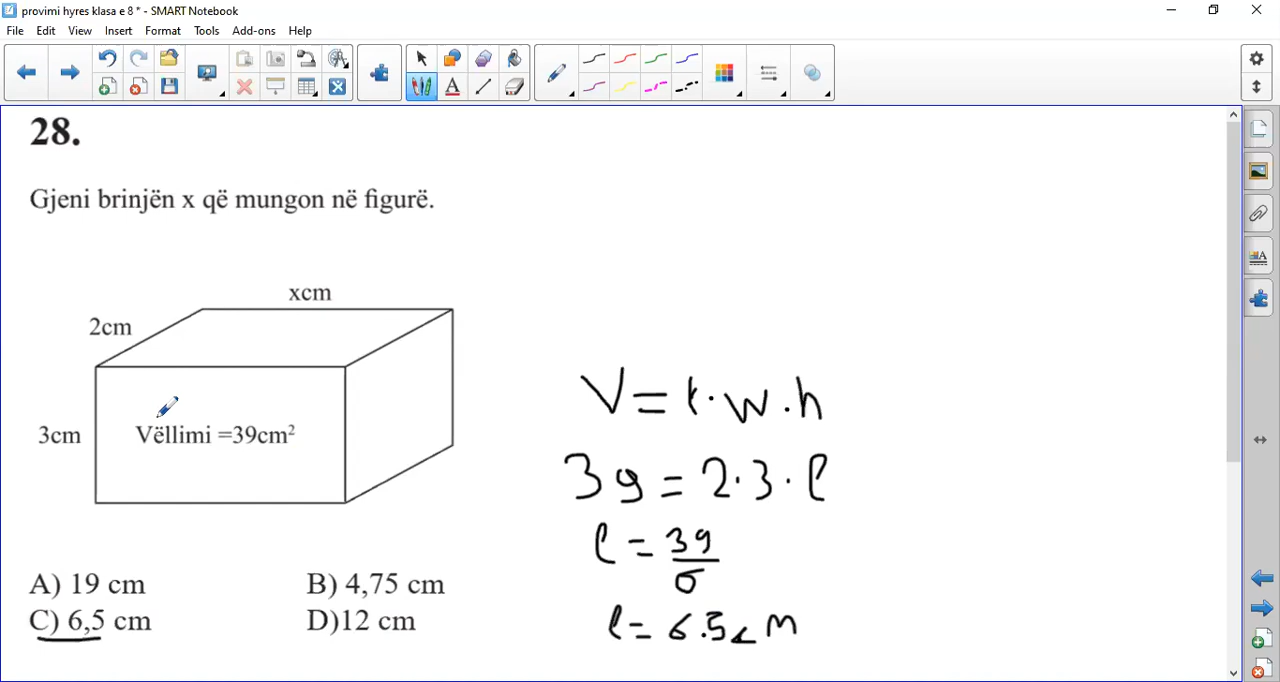 provimi hyres klasa e 8 * - SMART Notebook
File Edit View Insert Format Tools Add-ons Help
28.
Gjeni brinjën x që mungon në figurë.
xcm
2cm
3cm
Vëllimi =39cm²
A) 19 cm
B) 4,75 cm
C) 6,5 cm
D)12 cm
V = l · w · h
39 = 2 · 3 · l
l = 39/6
l = 6.5cm